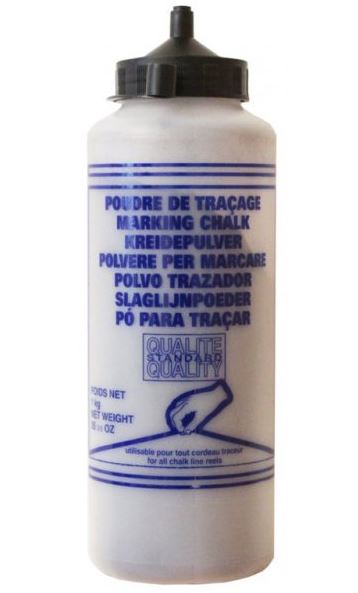 POUDRE DE TRAÇAGE
MARKING CHALK
KREIDEPULVER
POLVERE PER MARCARE
POLVO TRAZADOR
SLAGLIJNPOEDER
PÓ PARA TRAÇAR
QUALITE
STANDARD
QUALITY
POIDS NET
kg
NET WEIGHT
OZ
utilisable pour tout cordeau traceur
for all chalk line reels